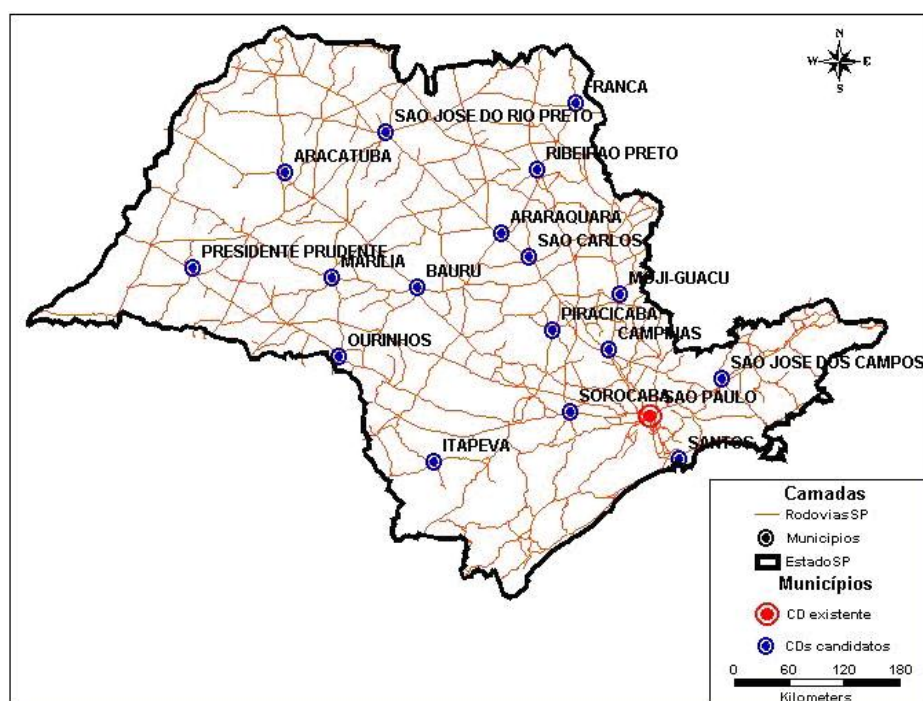 N
W E
S
FRANCA
SAO JOSE DO RIO PRETO
RIBEIRAO PRETO
ARACATUBA
ARARAQUARA
SAO CARLOS
PRESIDENTE PRUDENTE
MARILIA
BAURU
MOJI-GUACU
PIRACICABA
CAMPINAS
OURINHOS
SAO JOSE DOS CAMPOS
SOROCABA
SAO PAULO
ITAPEVA
SANTOS
Camadas
Rodovias SP
Municipios
Estado SP
Municípios
CD existente
CDs candidatos
0 60 120 180
Kilometers